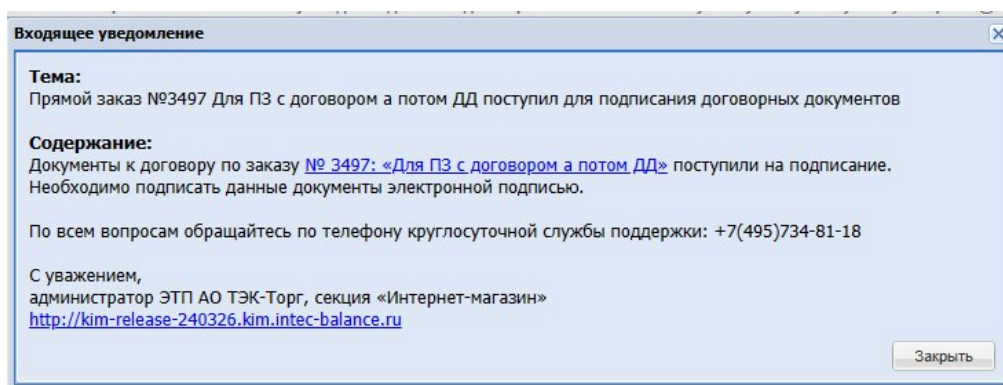 Входящее уведомление
Тема:
Прямой заказ №3497 Для ПЗ с договором а потом ДД поступил для подписания договорных документов
Содержание:
Документы к договору по заказу № 3497: «Для ПЗ с договором а потом ДД» поступили на подписание.
Необходимо подписать данные документы электронной подписью.
По всем вопросам обращайтесь по телефону круглосуточной службы поддержки: +7(495)734-81-18
С уважением,
администратор ЭТП АО ТЭК-Торг, секция «Интернет-магазин»
http://kim-release-240326.kim.intec-balance.ru
Закрыть